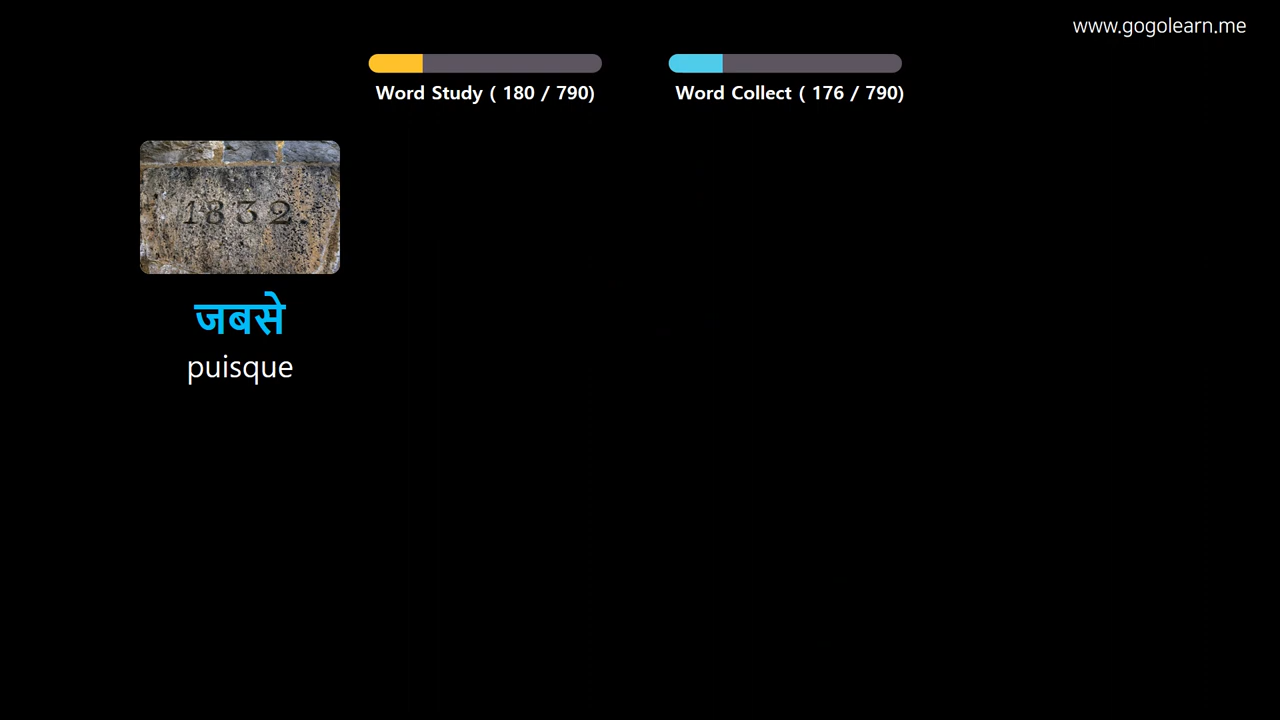 www.gogolearn.me
Word Study ( 180 / 790)
Word Collect ( 176 / 790)
1832.
जबसे
puisque